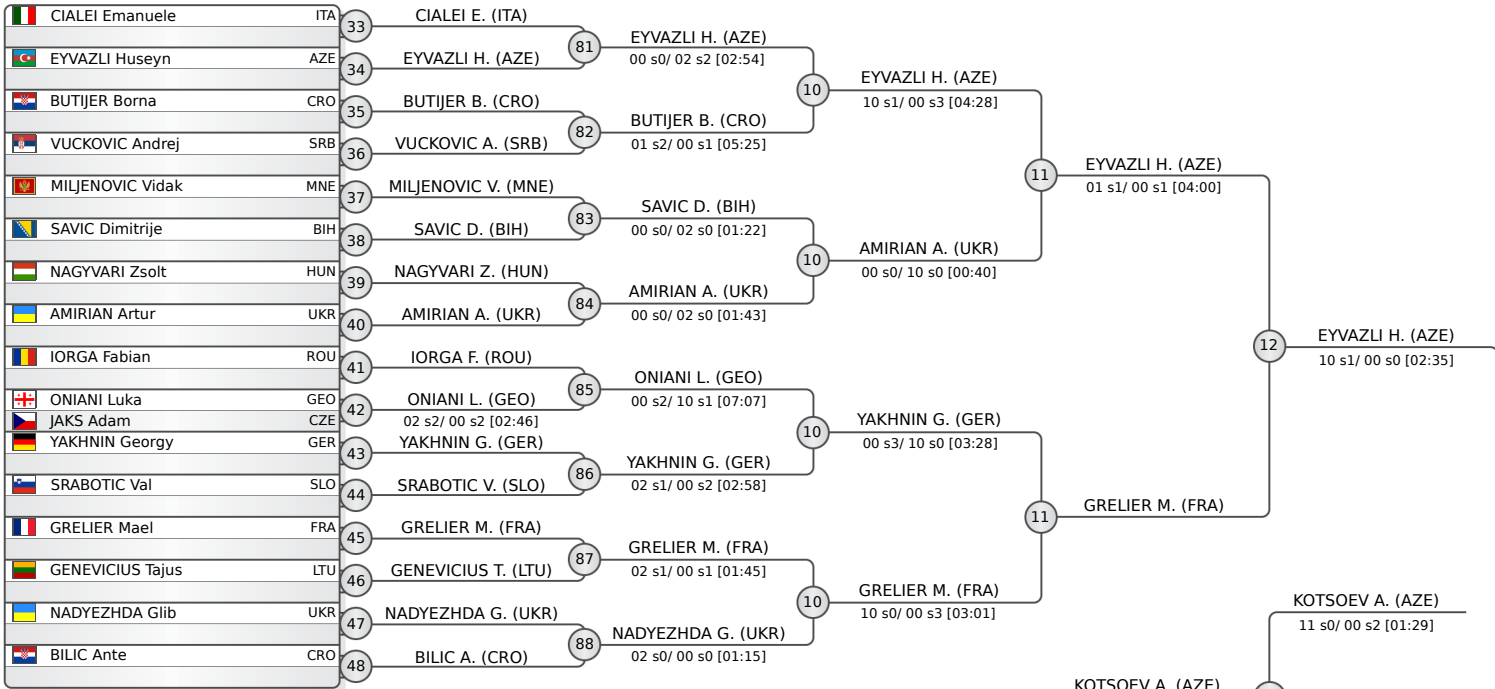 CIALEI Emanuele ITA
EYVAZLI Huseyn AZE
BUTIJER Borna CRO
VUCKOVIC Andrej SRB
MILJENOVIC Vidak MNE
SAVIC Dimitrije BIH
NAGYVARI Zsolt HUN
AMIRIAN Artur UKR
IORGA Fabian ROU
ONIANI Luka GEO
JAKS Adam CZE
YAKHNIN Georgy GER
SRABOTIC Val SLO
GRELIER Mael FRA
GENEVICIUS Tajus LTU
NADYEZHDA Glib UKR
BILIC Ante CRO
33
34
35
36
37
38
39
40
41
42
43
44
45
46
47
48
CIALEI E. (ITA)
EYVAZLI H. (AZE)
BUTIJER B. (CRO)
VUCKOVIC A. (SRB)
MILJENOVIC V. (MNE)
SAVIC D. (BIH)
NAGYVARI Z. (HUN)
AMIRIAN A. (UKR)
IORGA F. (ROU)
ONIANI L. (GEO)
02 s2/ 00 s2 [02:46]
YAKHNIN G. (GER)
SRABOTIC V. (SLO)
GRELIER M. (FRA)
GENEVICIUS T. (LTU)
NADYEZHDA G. (UKR)
BILIC A. (CRO)
81
82
83
84
85
86
87
88
EYVAZLI H. (AZE)
00 s0/ 02 s2 [02:54]
BUTIJER B. (CRO)
01 s2/ 00 s1 [05:25]
SAVIC D. (BIH)
00 s0/ 02 s0 [01:22]
AMIRIAN A. (UKR)
00 s0/ 02 s0 [01:43]
ONIANI L. (GEO)
00 s2/ 10 s1 [07:07]
YAKHNIN G. (GER)
02 s1/ 00 s2 [02:58]
GRELIER M. (FRA)
02 s1/ 00 s1 [01:45]
NADYEZHDA G. (UKR)
02 s0/ 00 s0 [01:15]
10
10
10
10
EYVAZLI H. (AZE)
10 s1/ 00 s3 [04:28]
AMIRIAN A. (UKR)
00 s0/ 10 s0 [00:40]
YAKHNIN G. (GER)
00 s3/ 10 s0 [03:28]
GRELIER M. (FRA)
10 s0/ 00 s3 [03:01]
11
11
EYVAZLI H. (AZE)
01 s1/ 00 s1 [04:00]
GRELIER M. (FRA)
12
EYVAZLI H. (AZE)
10 s1/ 00 s0 [02:35]
KOTSOEV A. (AZE)
11 s0/ 00 s2 [01:29]
KOTSOEV A. (AZE)